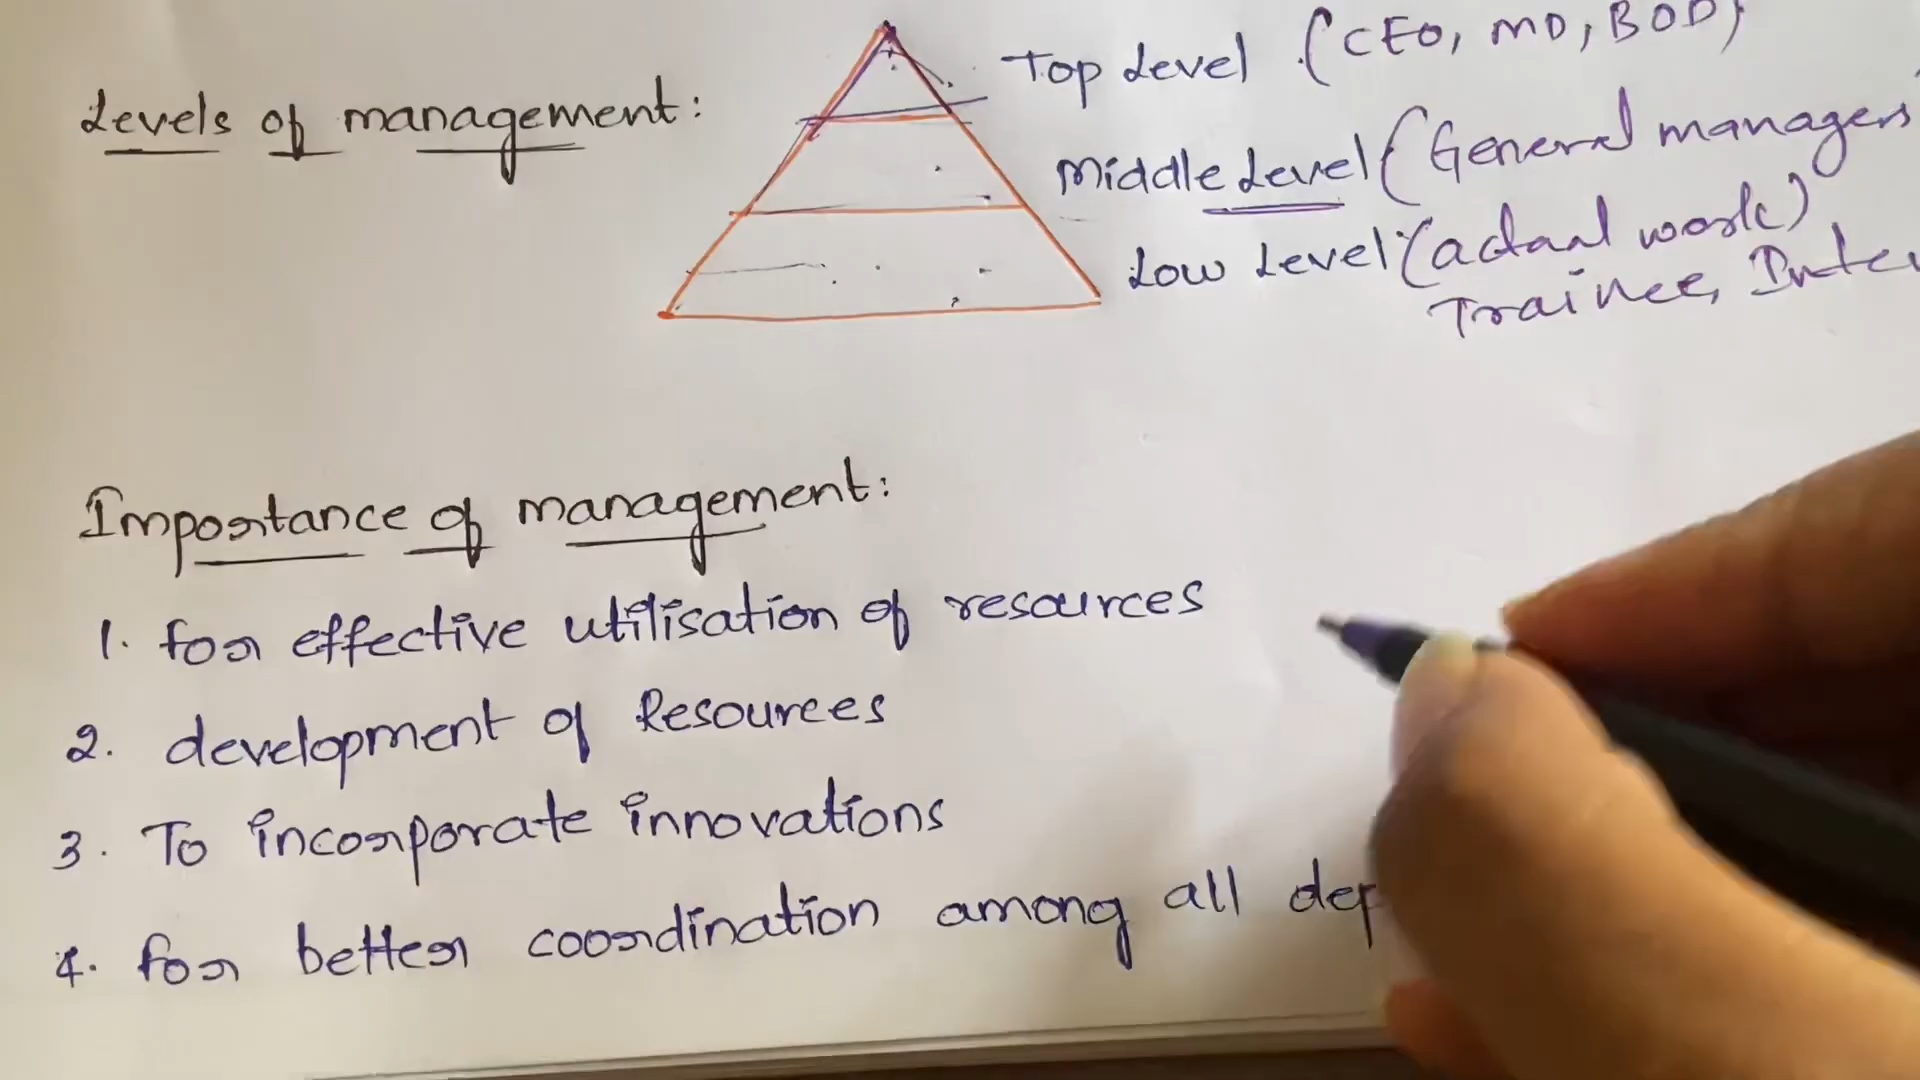 Levels of management:
Top Level (CEO, MD, BOD)
Middle Level (General managers
Low Level (actual work)
Trainee,
Importance of management:
1. for effective utilisation of resources
2. development of Resources
3. To incorporate innovations
4. for better coordination among all dep